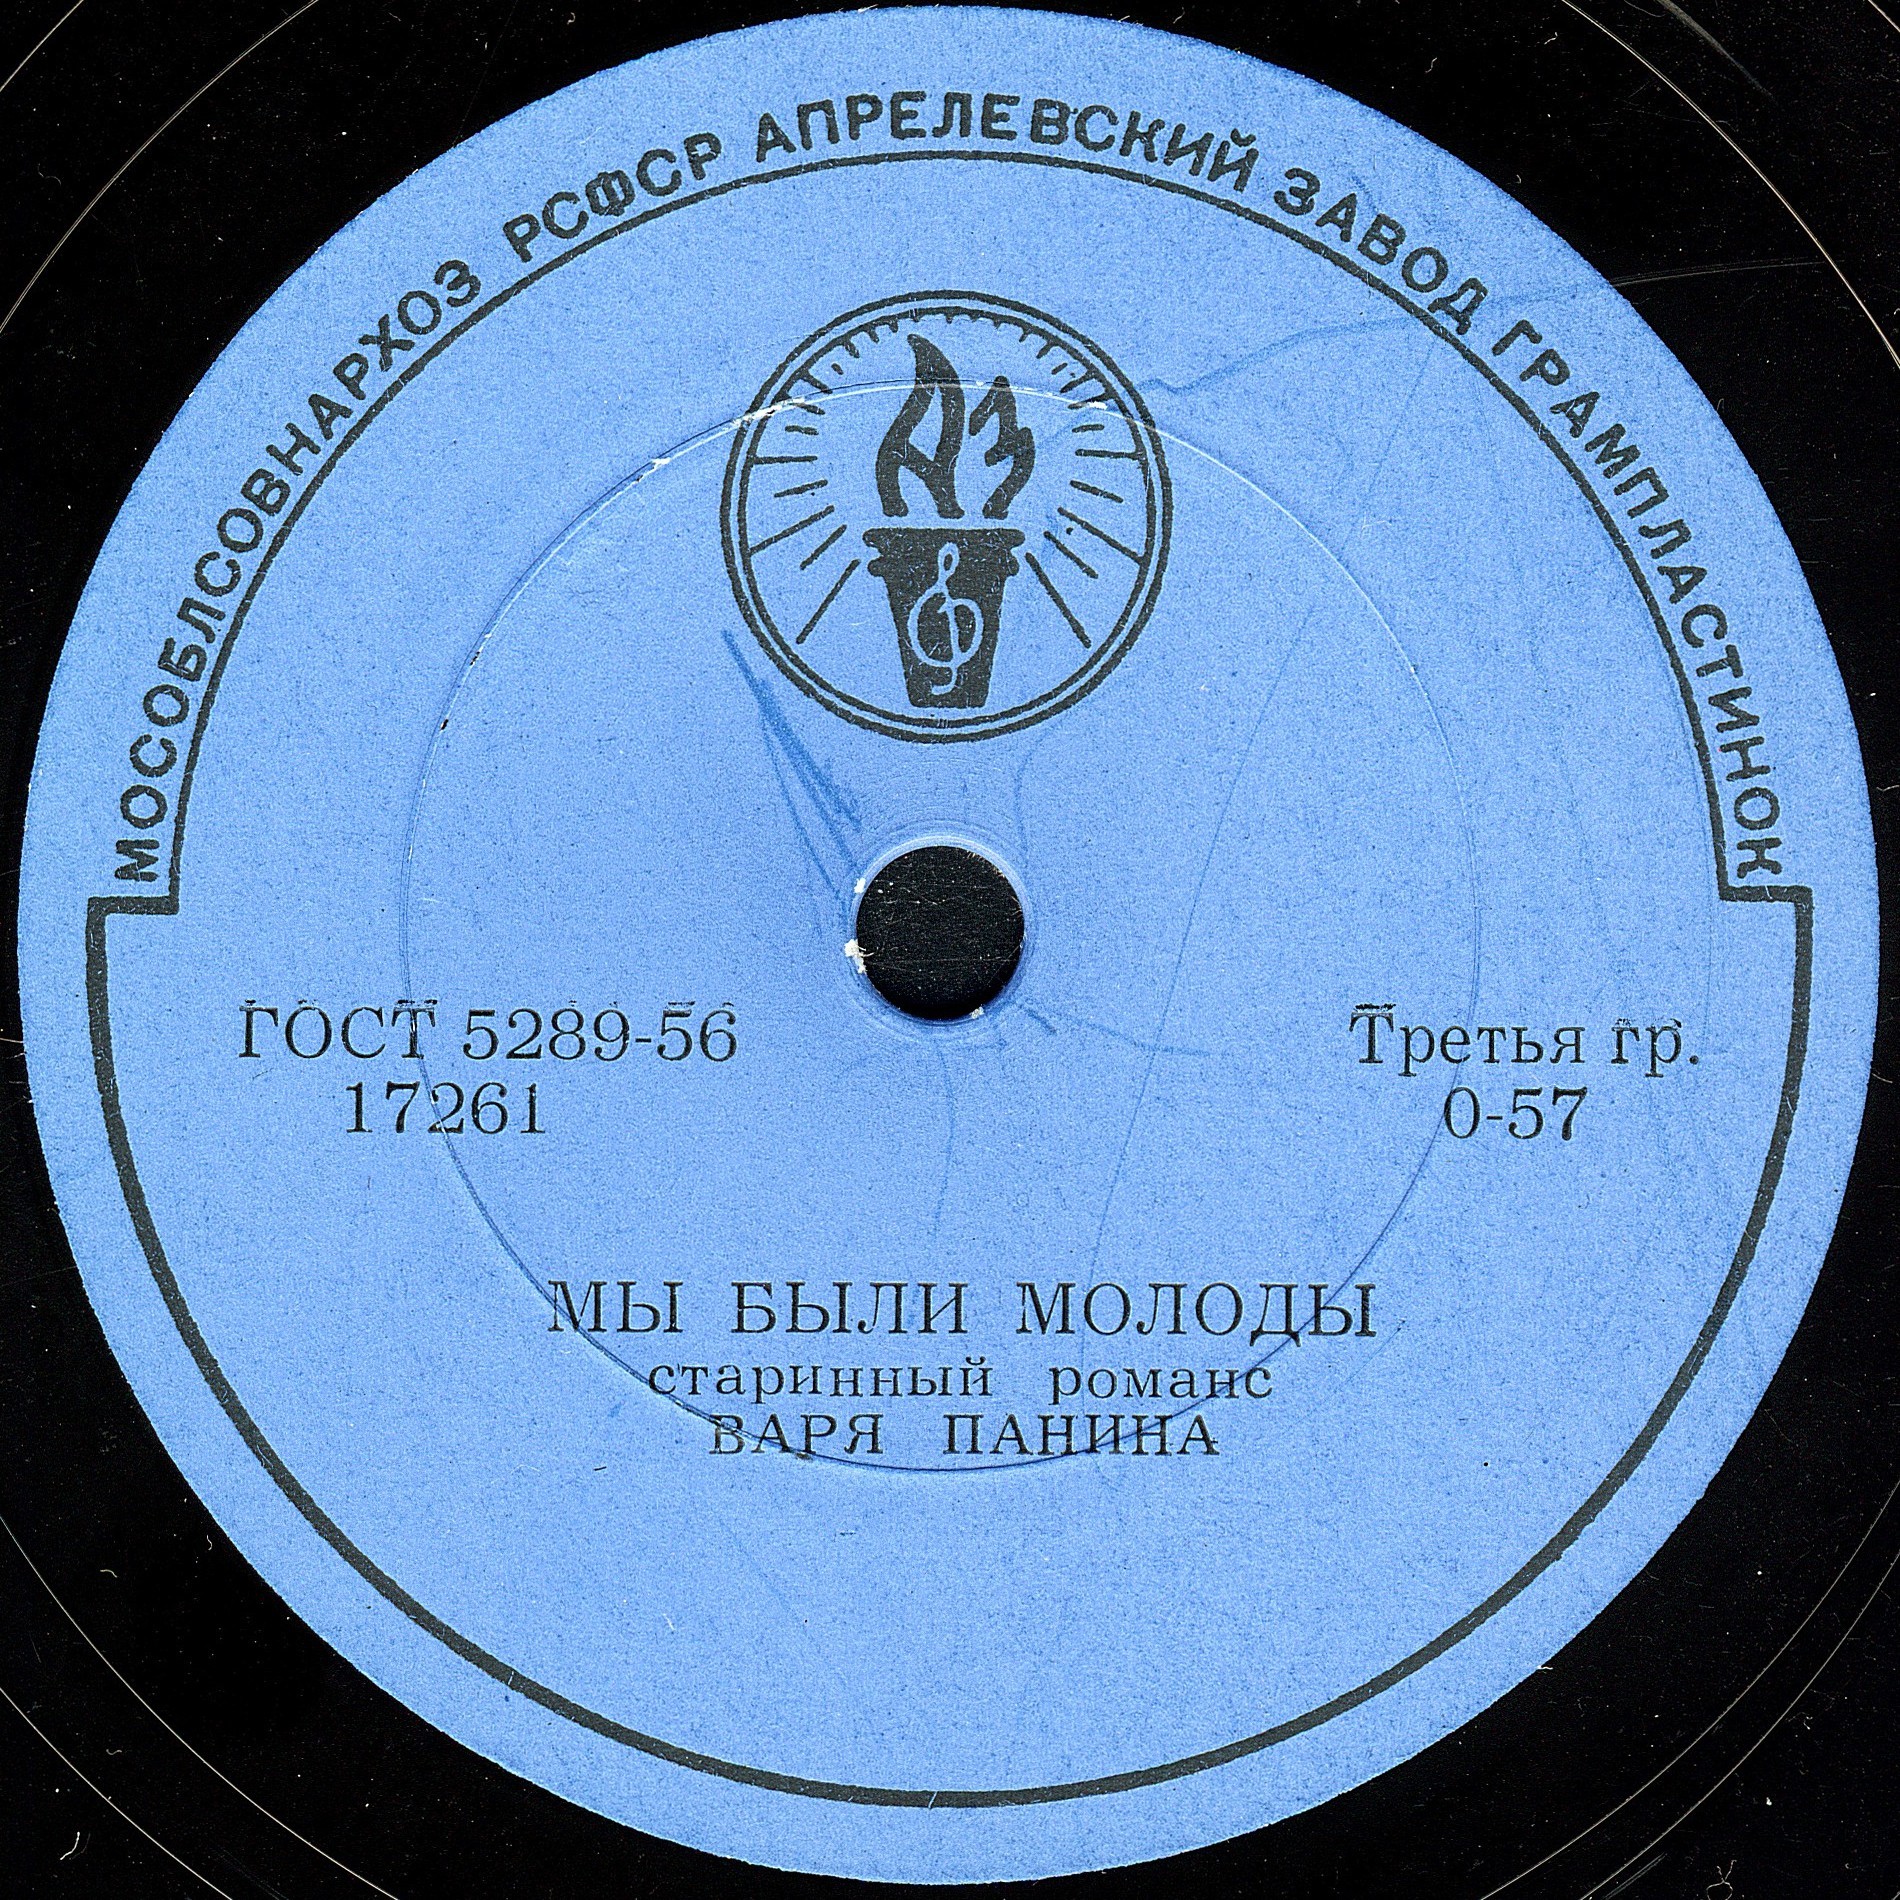 МОСОБЛСОВНАРХОЗ РСФСР АПРЕЛЕВСКИЙ ЗАВОД ГРАМПЛАСТИНОК
АЗ
ГОСТ 5289-56
17261
Третья гр.
0-57
МЫ БЫЛИ МОЛОДЫ
старинный романс
ВАРЯ ПАНИНА